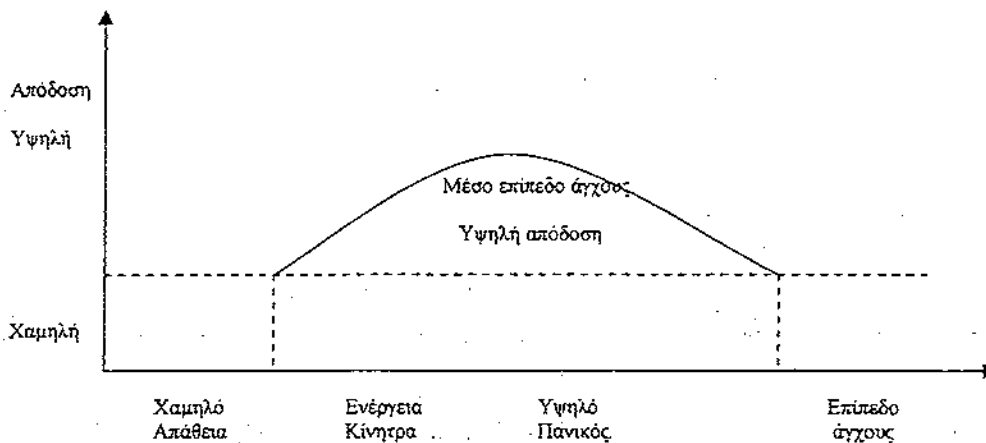 Απόδοση
Υψηλή
Μέσο επίπεδο άγχους
Υψηλή απόδοση
Χαμηλή
Χαμηλό Ενέργεια Υψηλό Επίπεδο
Απάθεια Κίνητρα Πανικός άγχους